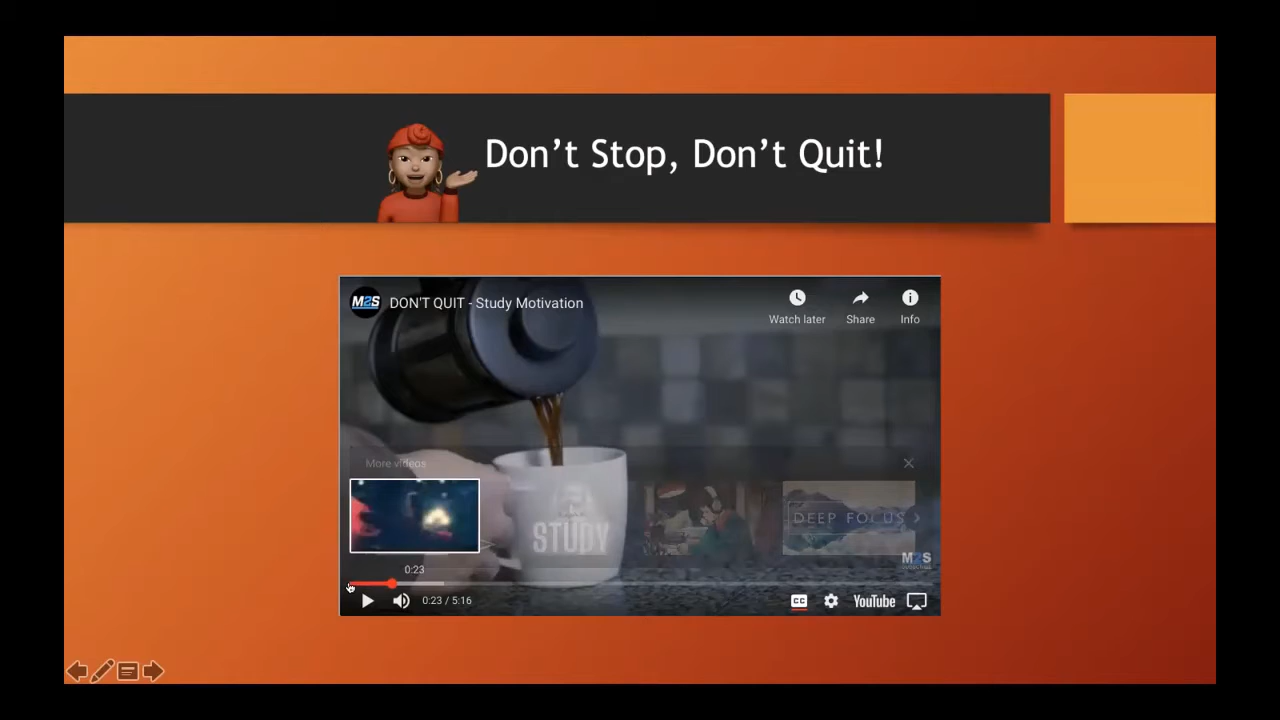 Don't Stop, Don't Quit!
M2S
DON'T QUIT - Study Motivation
Watch later
Share
Info
More videos
STUDY
DEEP FOCUS
M2S
0:23
0:23 / 5:16
CC
YouTube